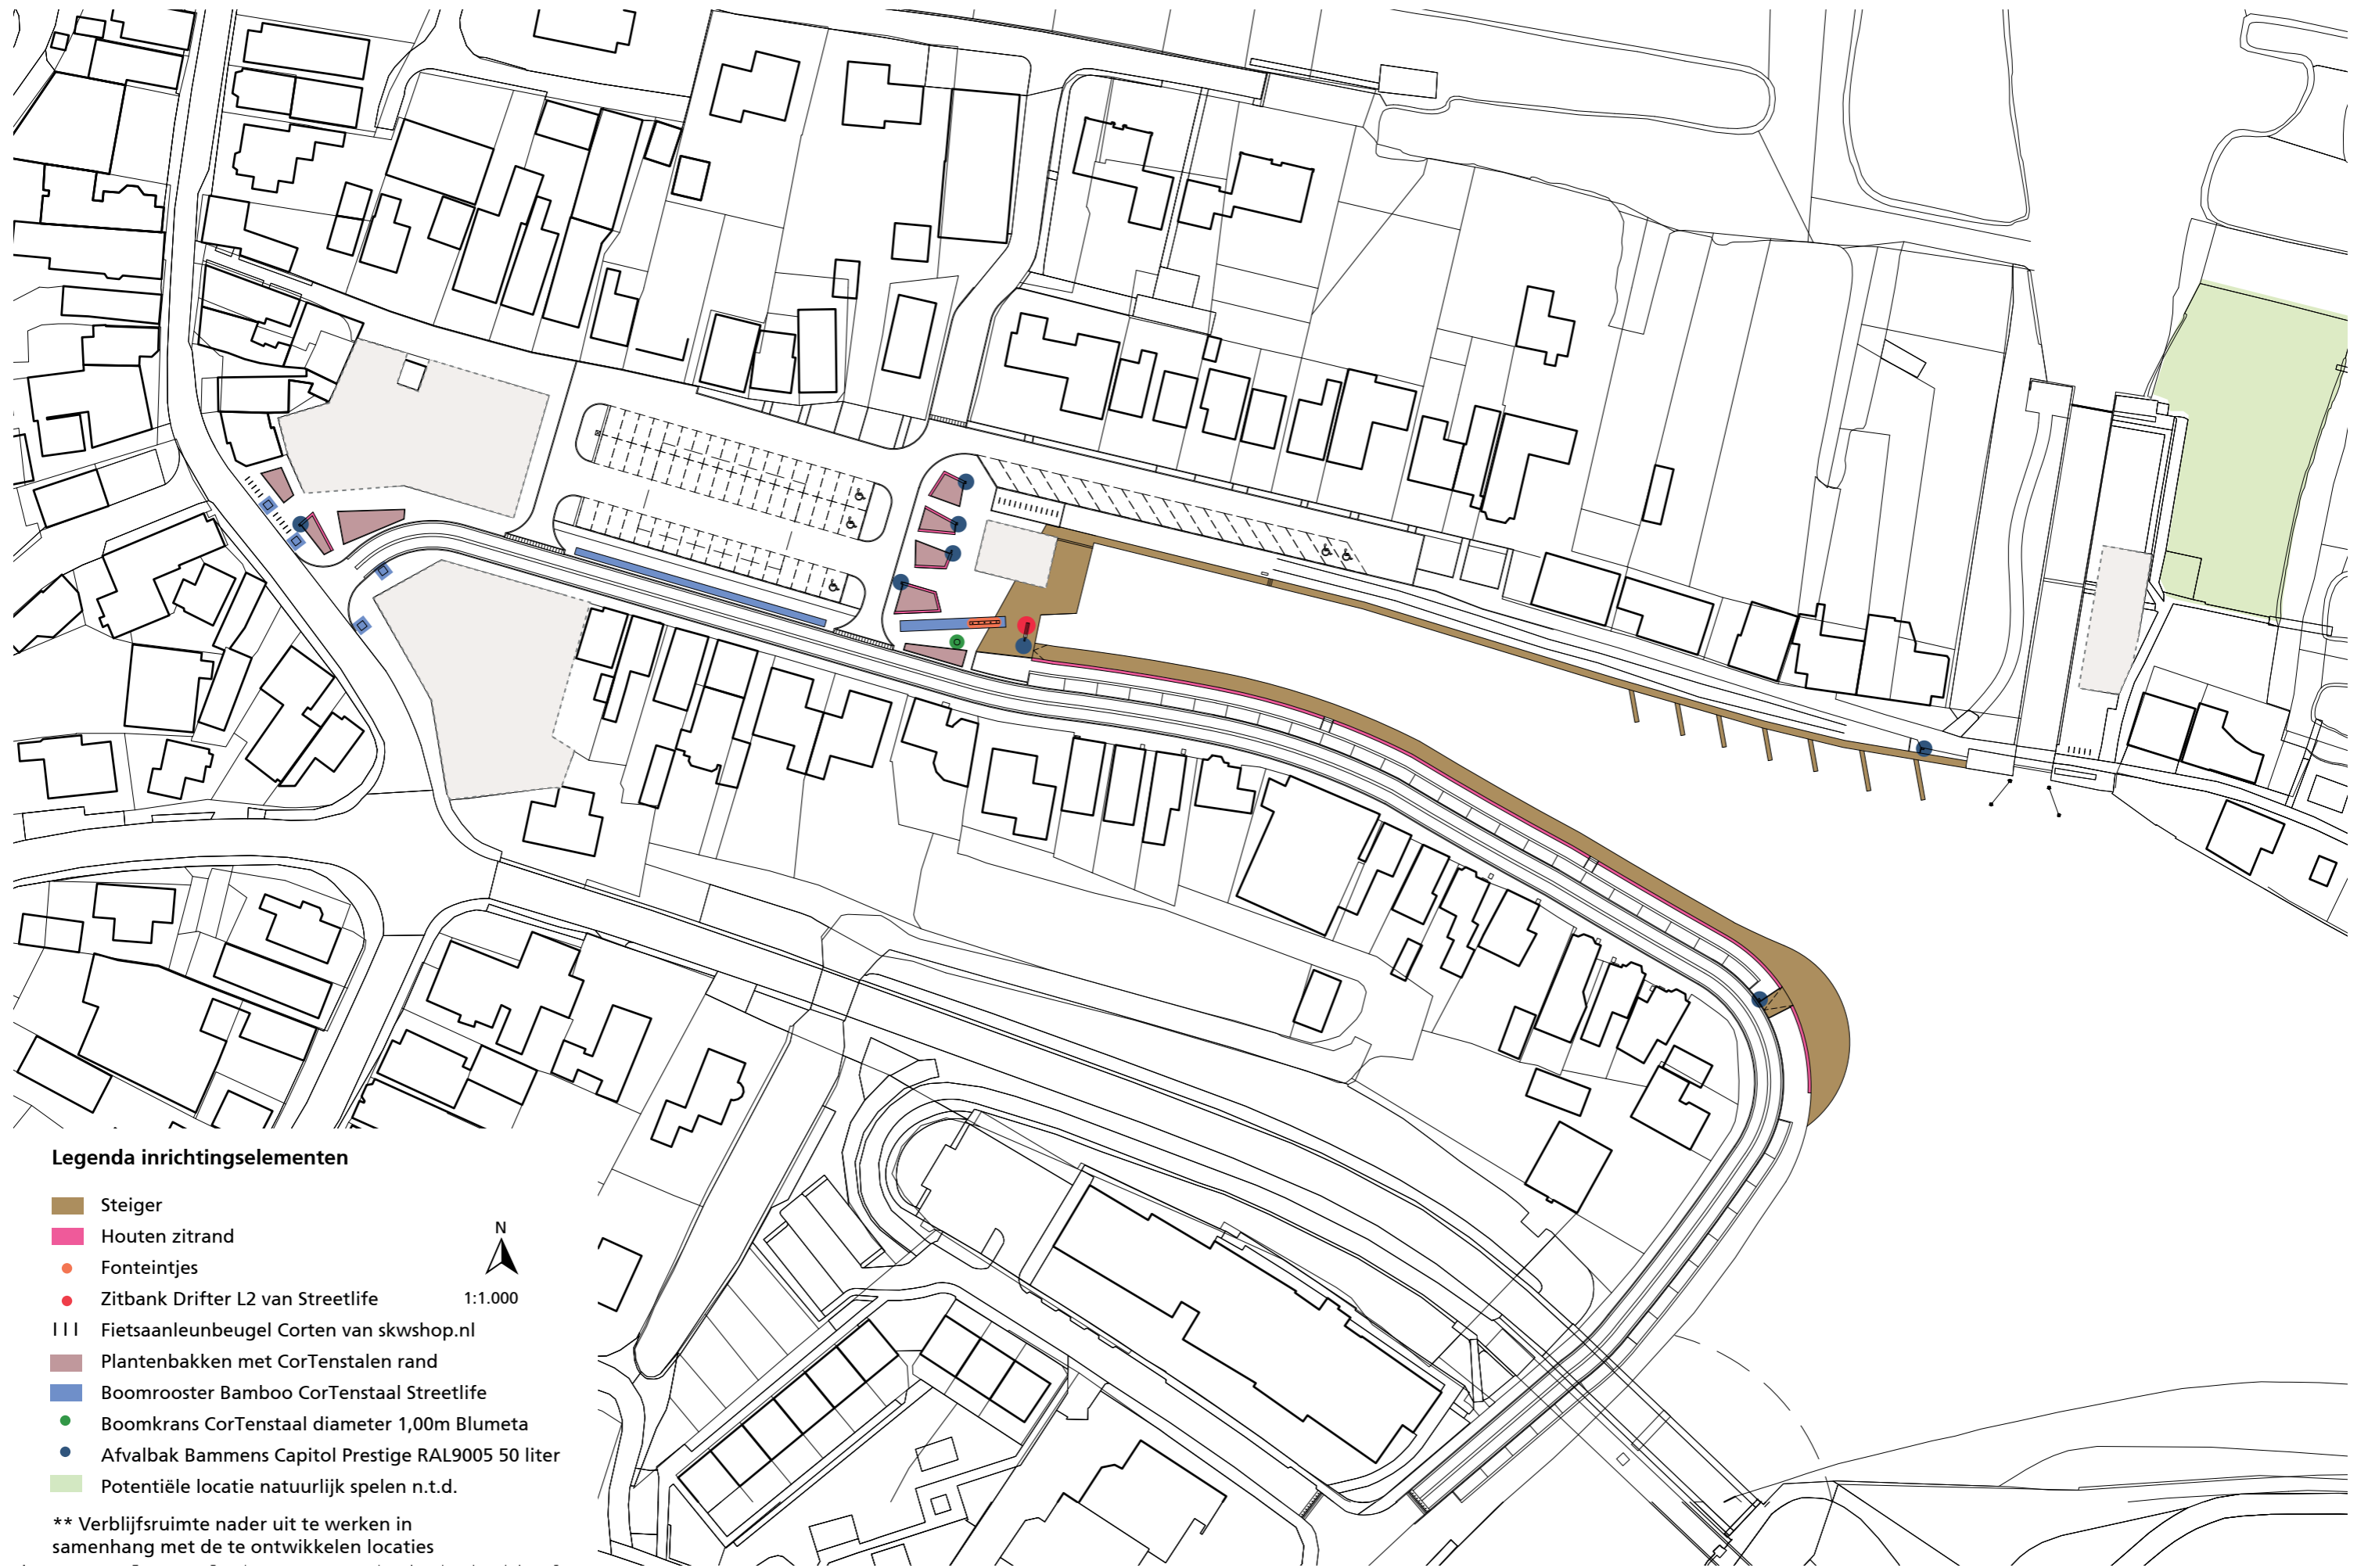 Legenda inrichtingselementen
Steiger
Houten zitrand
Fonteintjes
Zitbank Drifter L2 van Streetlife
Fietsaanleunbeugel Corten van skwshop.nl
Plantenbakken met CorTenstalen rand
Boomrooster Bamboo CorTenstaal Streetlife
Boomkrans CorTenstaal diameter 1,00m Blumeta
Afvalbak Bammens Capitol Prestige RAL9005 50 liter
Potentiële locatie natuurlijk spelen n.t.d.
N
1:1.000
** Verblijfsruimte nader uit te werken in
samenhang met de te ontwikkelen locaties